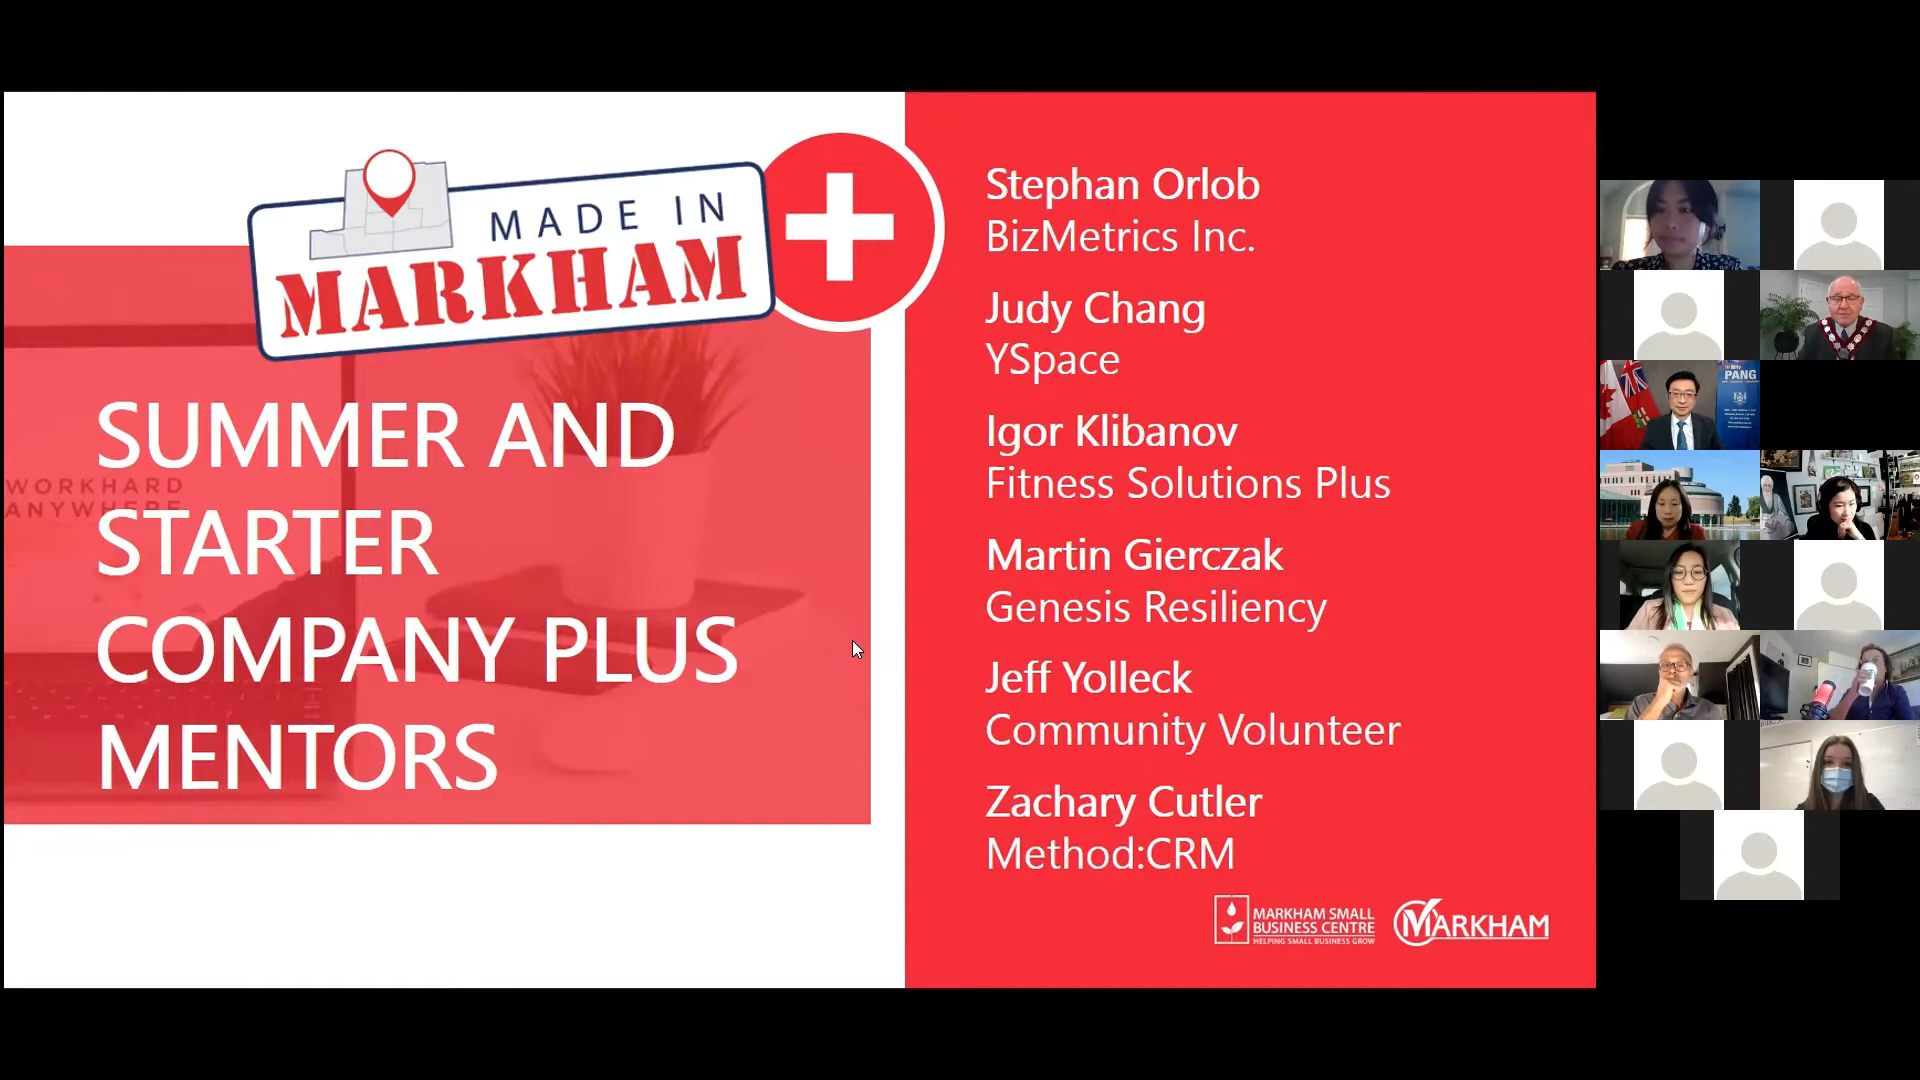 MADE IN
MARKHAM
SUMMER AND
STARTER
COMPANY PLUS
MENTORS
WORKHARD
ANYWHERE
Stephan Orlob
BizMetrics Inc.
Judy Chang
YSpace
Igor Klibanov
Fitness Solutions Plus
Martin Gierczak
Genesis Resiliency
Jeff Yolleck
Community Volunteer
Zachary Cutler
Method:CRM
MARKHAM SMALL
BUSINESS CENTRE
HELPING SMALL BUSINESS GROW
MARKHAM
PANG